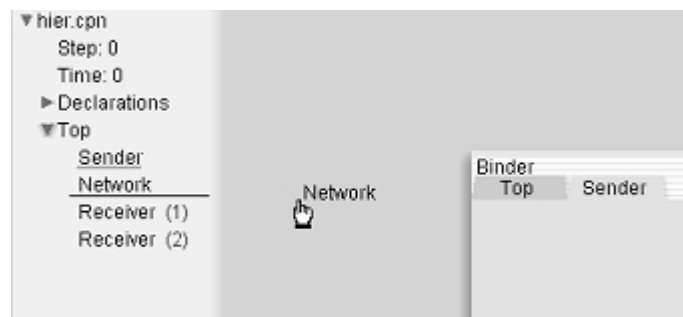 hier.cpn
Step: 0
Time: 0
Declarations
Top
Sender
Network
Receiver (1)
Receiver (2)
Network
Binder
Top Sender